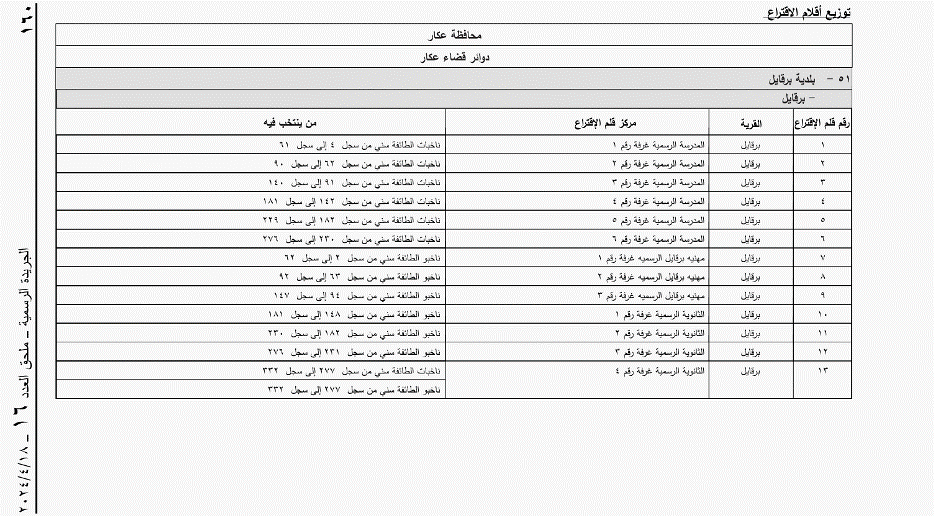 توزيع أقلام الاقتراع
محافظة عكار
دوائر قضاء عكار
٥١ - بلدية برقايل
- برقايل
رقم قلم الإقتراع القرية مركز قلم الإقتراع من ينتخب فيه
١ برقايل المدرسة الرسمية غرفة رقم ١ ناخبات الطائفة سني من سجل ٤ إلى سجل ٦١
٢ برقايل المدرسة الرسمية غرفة رقم ٢ ناخبات الطائفة سني من سجل ٦٢ إلى سجل ٩٠
٣ برقايل المدرسة الرسمية غرفة رقم ٣ ناخبات الطائفة سني من سجل ٩١ إلى سجل ١٤٠
٤ برقايل المدرسة الرسمية غرفة رقم ٤ ناخبات الطائفة سني من سجل ١٤٢ إلى سجل ١٨١
٥ برقايل المدرسة الرسمية غرفة رقم ٥ ناخبات الطائفة سني من سجل ١٨٢ إلى سجل ٢٢٩
٦ برقايل المدرسة الرسمية غرفة رقم ٦ ناخبات الطائفة سني من سجل ٢٣٠ إلى سجل ٢٧٦
٧ برقايل مهنيه برقايل الرسميه غرفة رقم ١ ناخبو الطائفة سني من سجل ٢ إلى سجل ٦٢
٨ برقايل مهنيه برقايل الرسميه غرفة رقم ٢ ناخبو الطائفة سني من سجل ٦٣ إلى سجل ٩٢
٩ برقايل مهنيه برقايل الرسميه غرفة رقم ٣ ناخبو الطائفة سني من سجل ٩٤ إلى سجل ١٤٧
١٠ برقايل الثانوية الرسمية غرفة رقم ١ ناخبو الطائفة سني من سجل ١٤٨ إلى سجل ١٨١
١١ برقايل الثانوية الرسمية غرفة رقم ٢ ناخبو الطائفة سني من سجل ١٨٢ إلى سجل ٢٣٠
١٢ برقايل الثانوية الرسمية غرفة رقم ٣ ناخبو الطائفة سني من سجل ٢٣١ إلى سجل ٢٧٦
١٣ برقايل الثانوية الرسمية غرفة رقم ٤ ناخبات الطائفة سني من سجل ٢٧٧ إلى سجل ٣٣٢
ناخبو الطائفة سني من سجل ٢٧٧ إلى سجل ٣٣٢
١٦٠
الجريدة الرسمية ـ ملحق العدد ١٦ ـ ٢٠٢٤/٤/١٨